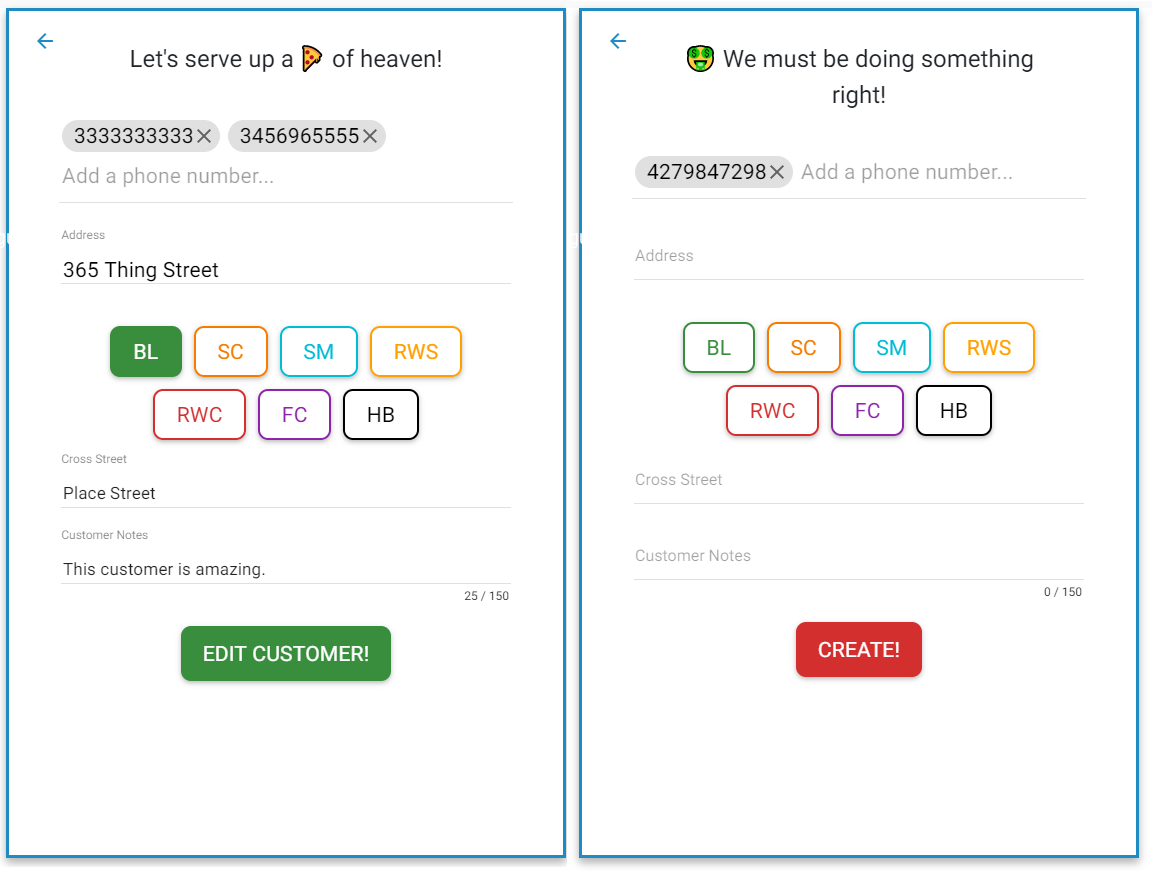 Let's serve up a 🍕 of heaven!
3333333333 3456965555
Add a phone number...
Address
365 Thing Street
BL SC SM RWS
RWC FC HB
Cross Street
Place Street
Customer Notes
This customer is amazing.
25 / 150
EDIT CUSTOMER!
🤑 We must be doing something
right!
4279847298 Add a phone number...
Address
BL SC SM RWS
RWC FC HB
Cross Street
Customer Notes
0 / 150
CREATE!